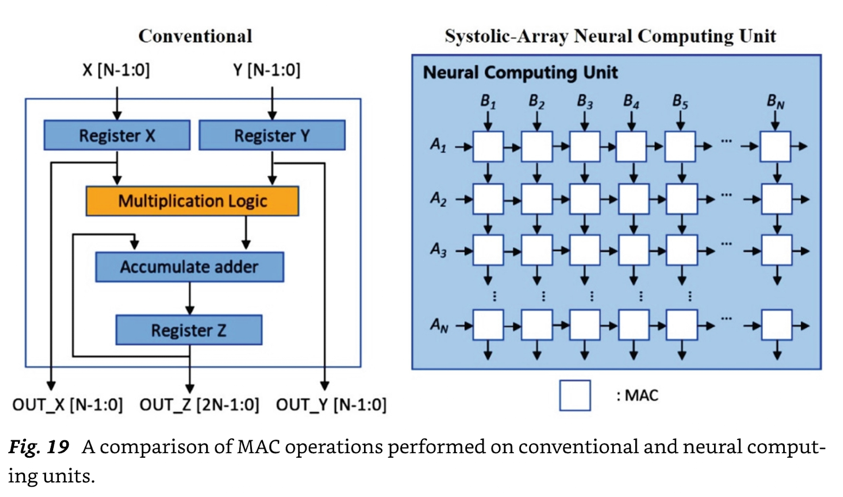 Conventional
X [N-1:0] Y [N-1:0]
Register X Register Y
Multiplication Logic
Accumulate adder
Register Z
OUT_X [N-1:0] OUT_Z [2N-1:0] OUT_Y [N-1:0]
Systolic-Array Neural Computing Unit
Neural Computing Unit
B1 B2 B3 B4 B5 BN
A1 ...
A2 ...
A3 ...
⋮ ⋮ ⋮ ⋮ ⋮
AN ...
: MAC
Fig. 19 A comparison of MAC operations performed on conventional and neural comput-
ing units.